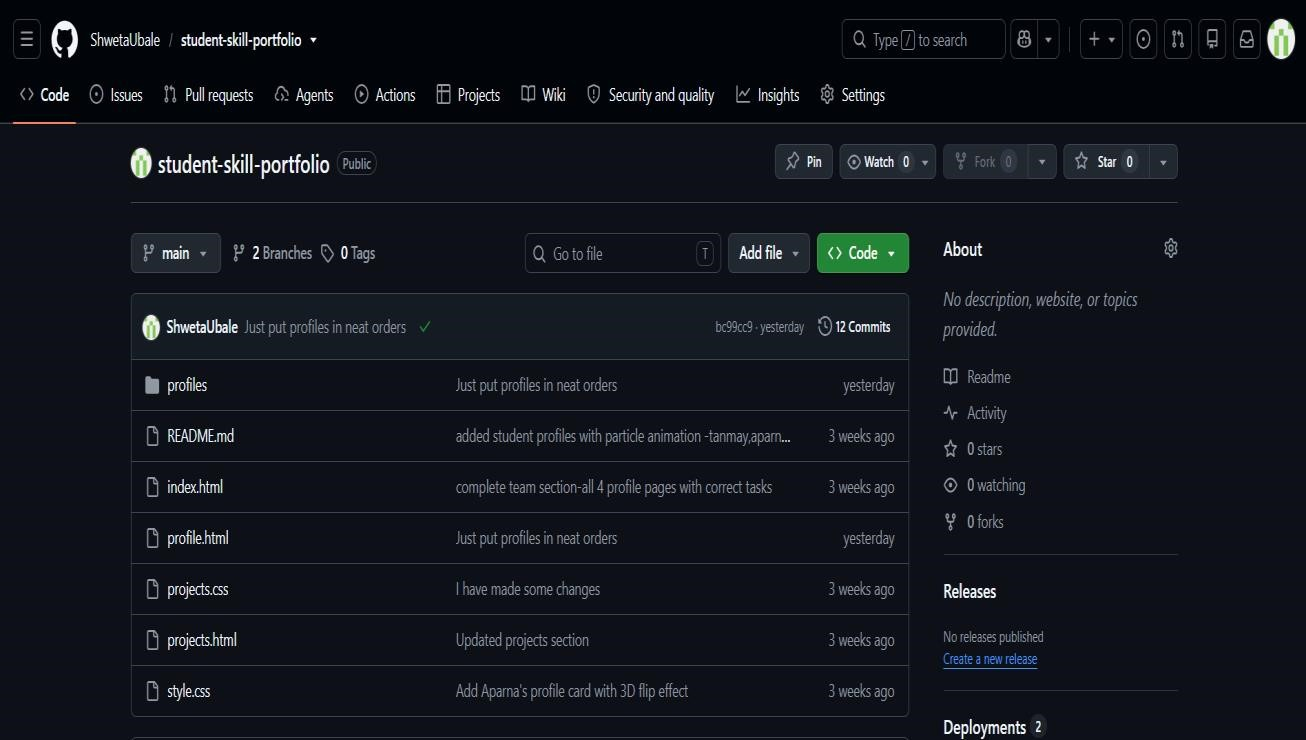 ShwetaUbale / student-skill-portfolio
Type / to search
Code Issues Pull requests Agents Actions Projects Wiki Security and quality Insights Settings
student-skill-portfolio Public
Pin Watch 0 Fork 0 Star 0
main 2 Branches 0 Tags
Go to file T Add file Code
ShwetaUbale Just put profiles in neat orders bc99cc9 · yesterday 12 Commits
profiles Just put profiles in neat orders yesterday
README.md added student profiles with particle animation -tanmay,aparn... 3 weeks ago
index.html complete team section-all 4 profile pages with correct tasks 3 weeks ago
profile.html Just put profiles in neat orders yesterday
projects.css I have made some changes 3 weeks ago
projects.html Updated projects section 3 weeks ago
style.css Add Aparna's profile card with 3D flip effect 3 weeks ago
About
No description, website, or topics
provided.
Readme
Activity
0 stars
0 watching
0 forks
Releases
No releases published
Create a new release
Deployments 2